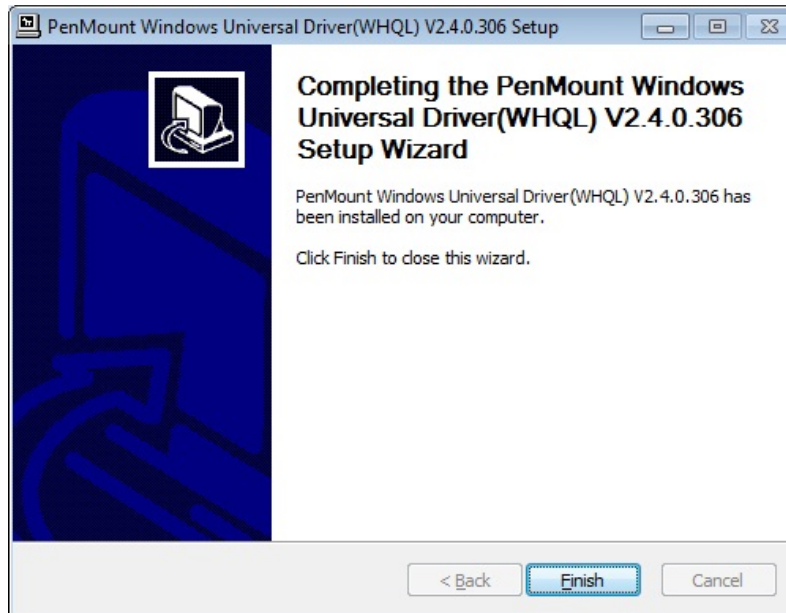 PenMount Windows Universal Driver(WHQL) V2.4.0.306 Setup
Completing the PenMount Windows
Universal Driver(WHQL) V2.4.0.306
Setup Wizard
PenMount Windows Universal Driver(WHQL) V2.4.0.306 has
been installed on your computer.
Click Finish to close this wizard.
< Back
Finish
Cancel